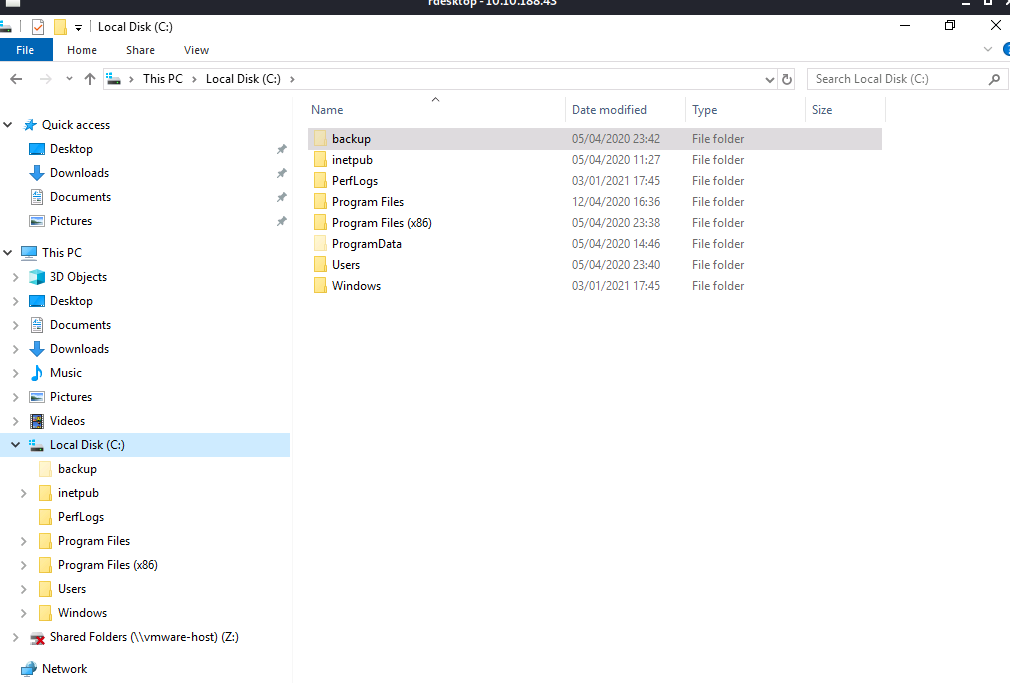 rdesktop - 10.10.188.43
Local Disk (C:)
File Home Share View
This PC Local Disk (C:)
Search Local Disk (C:)
Name Date modified Type Size
backup 05/04/2020 23:42 File folder
inetpub 05/04/2020 11:27 File folder
PerfLogs 03/01/2021 17:45 File folder
Program Files 12/04/2020 16:36 File folder
Program Files (x86) 05/04/2020 23:38 File folder
ProgramData 05/04/2020 14:46 File folder
Users 05/04/2020 23:40 File folder
Windows 03/01/2021 17:45 File folder
Quick access
Desktop
Downloads
Documents
Pictures
This PC
3D Objects
Desktop
Documents
Downloads
Music
Pictures
Videos
Local Disk (C:)
backup
inetpub
PerfLogs
Program Files
Program Files (x86)
Users
Windows
Shared Folders (\\vmware-host) (Z:)
Network